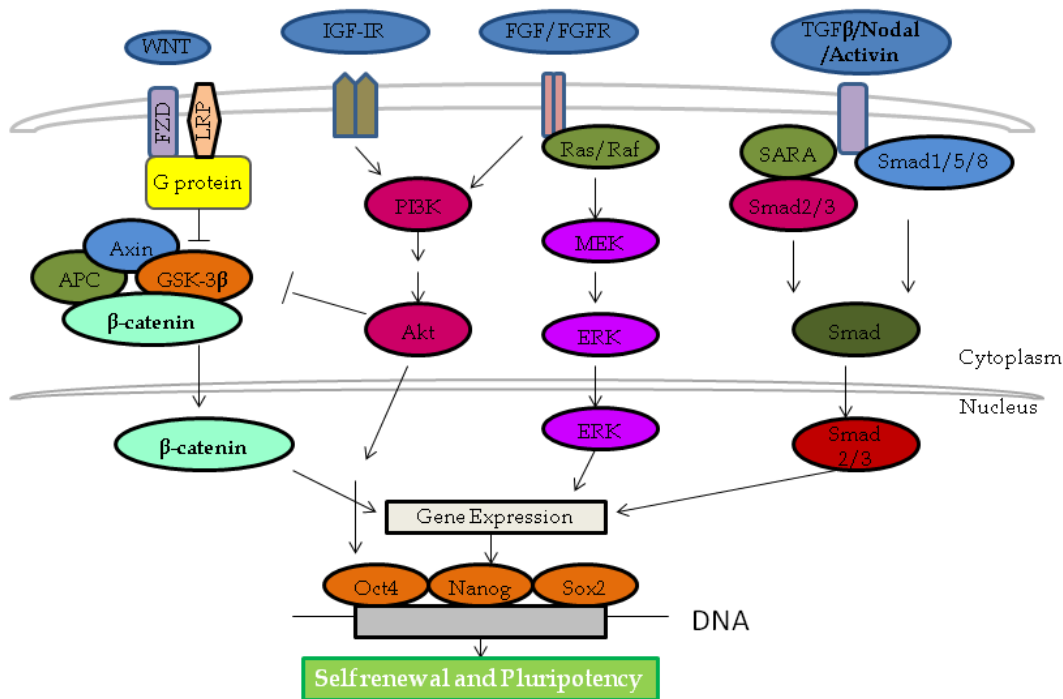 WNT
IGF-IR
FGF/FGFR
TGFβ/Nodal
/Activin
FZD
LRP
G protein
Ras/Raf
SARA
Smad1/5/8
Smad2/3
PI3K
MEK
Axin
APC
GSK-3β
β-catenin
Akt
ERK
Smad
Cytoplasm
Nucleus
β-catenin
ERK
Smad
2/3
Gene Expression
Oct4
Nanog
Sox2
DNA
Self renewal and Pluripotency